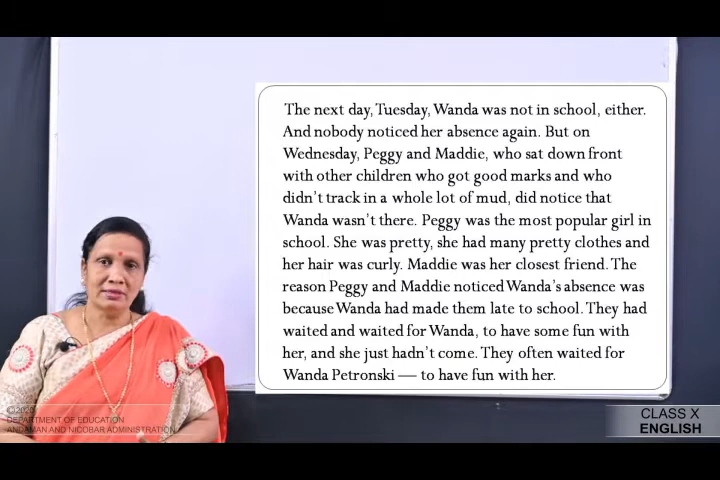 The next day, Tuesday, Wanda was not in school, either.
And nobody noticed her absence again. But on
Wednesday, Peggy and Maddie, who sat down front
with other children who got good marks and who
didn't track in a whole lot of mud, did notice that
Wanda wasn't there. Peggy was the most popular girl in
school. She was pretty, she had many pretty clothes and
her hair was curly. Maddie was her closest friend. The
reason Peggy and Maddie noticed Wanda's absence was
because Wanda had made them late to school. They had
waited and waited for Wanda, to have some fun with
her, and she just hadn't come. They often waited for
Wanda Petronski — to have fun with her.
©2020
DEPARTMENT OF EDUCATION
ANDAMAN AND NICOBAR ADMINISTRATION
CLASS X
ENGLISH